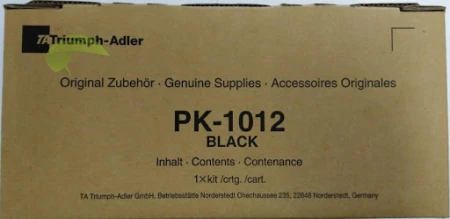 TA Triumph-Adler
Original Zubehör · Genuine Supplies · Accessoires Originales
PK-1012
BLACK
Inhalt · Contents · Contenance
1×kit /crtg. /cart.
TA Triumph-Adler GmbH, Betriebsstätte Norderstedt Ohechaussee 235, 22848 Norderstedt, Germany